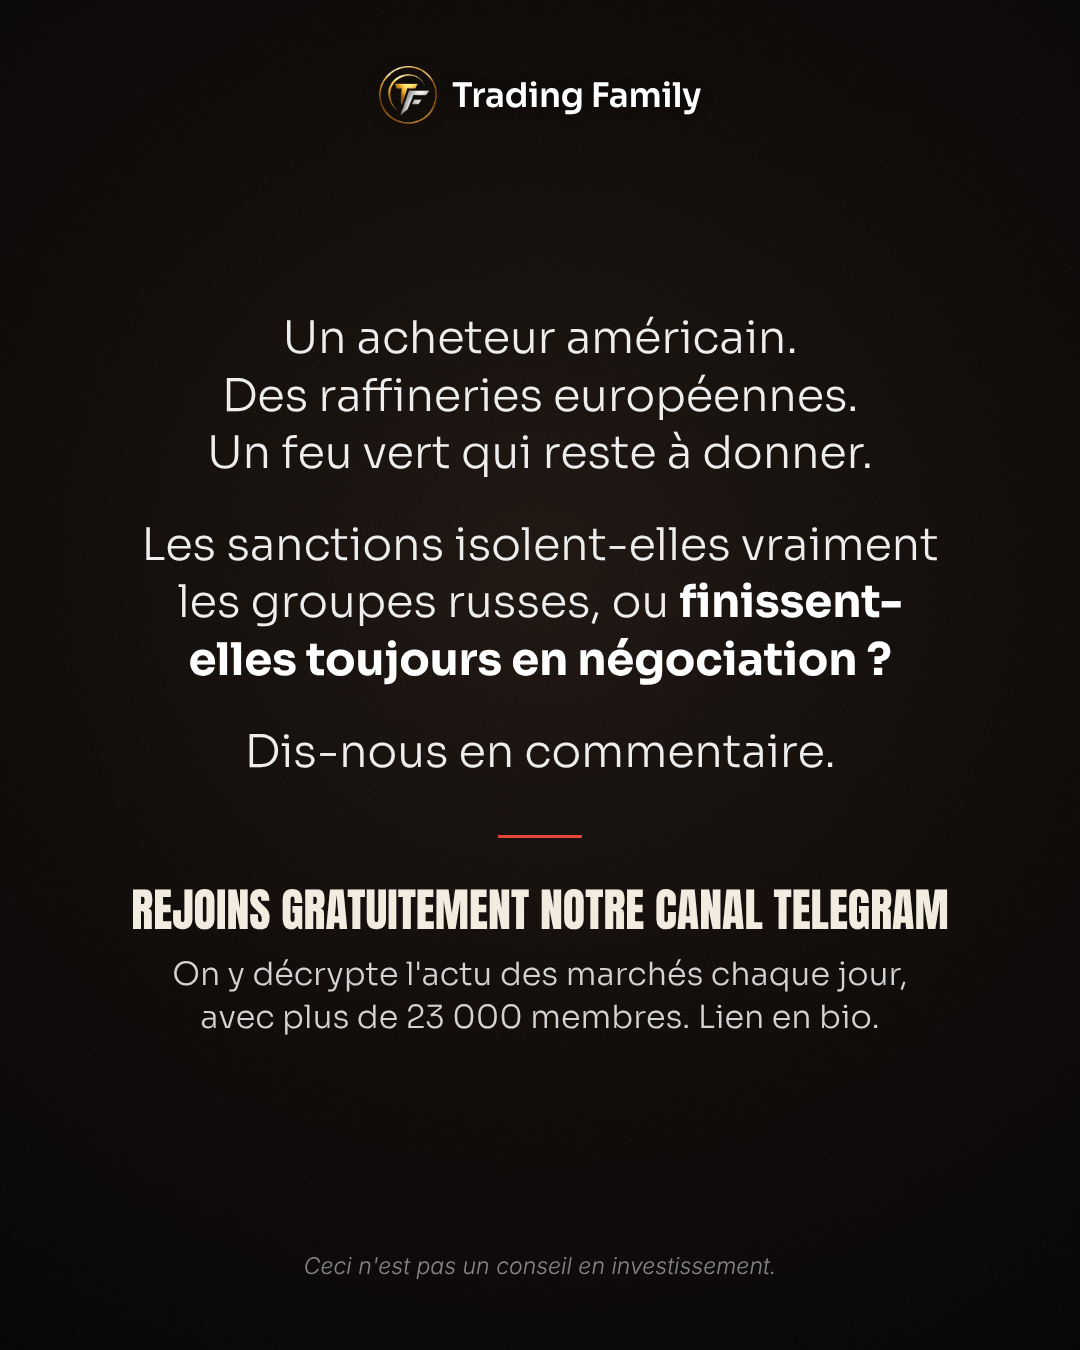 TF Trading Family
Un acheteur américain.
Des raffineries européennes.
Un feu vert qui reste à donner.
Les sanctions isolent-elles vraiment
les groupes russes, ou finissent-
elles toujours en négociation ?
Dis-nous en commentaire.
REJOINS GRATUITEMENT NOTRE CANAL TELEGRAM
On y décrypte l'actu des marchés chaque jour,
avec plus de 23 000 membres. Lien en bio.
Ceci n'est pas un conseil en investissement.